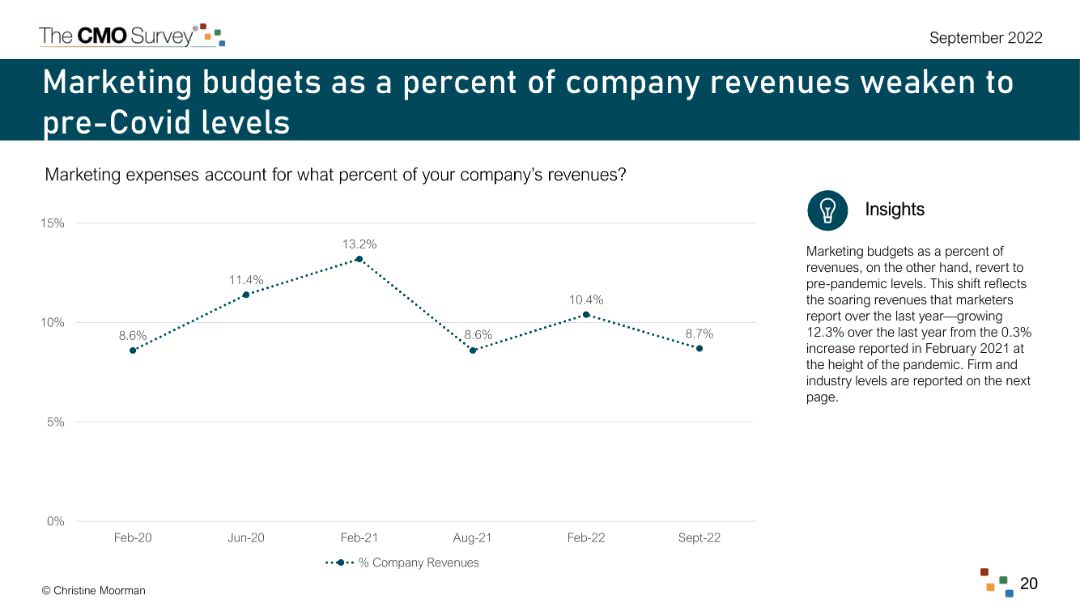 The CMO Survey
September 2022
Marketing budgets as a percent of company revenues weaken to
pre-Covid levels
Marketing expenses account for what percent of your company's revenues?
15%
10%
5%
0%
8.6%
11.4%
13.2%
8.6%
10.4%
8.7%
Feb-20
Jun-20
Feb-21
Aug-21
Feb-22
Sept-22
% Company Revenues
Insights
Marketing budgets as a percent of
revenues, on the other hand, revert to
pre-pandemic levels. This shift reflects
the soaring revenues that marketers
report over the last year—growing
12.3% over the last year from the 0.3%
increase reported in February 2021 at
the height of the pandemic. Firm and
industry levels are reported on the next
page.
© Christine Moorman
20